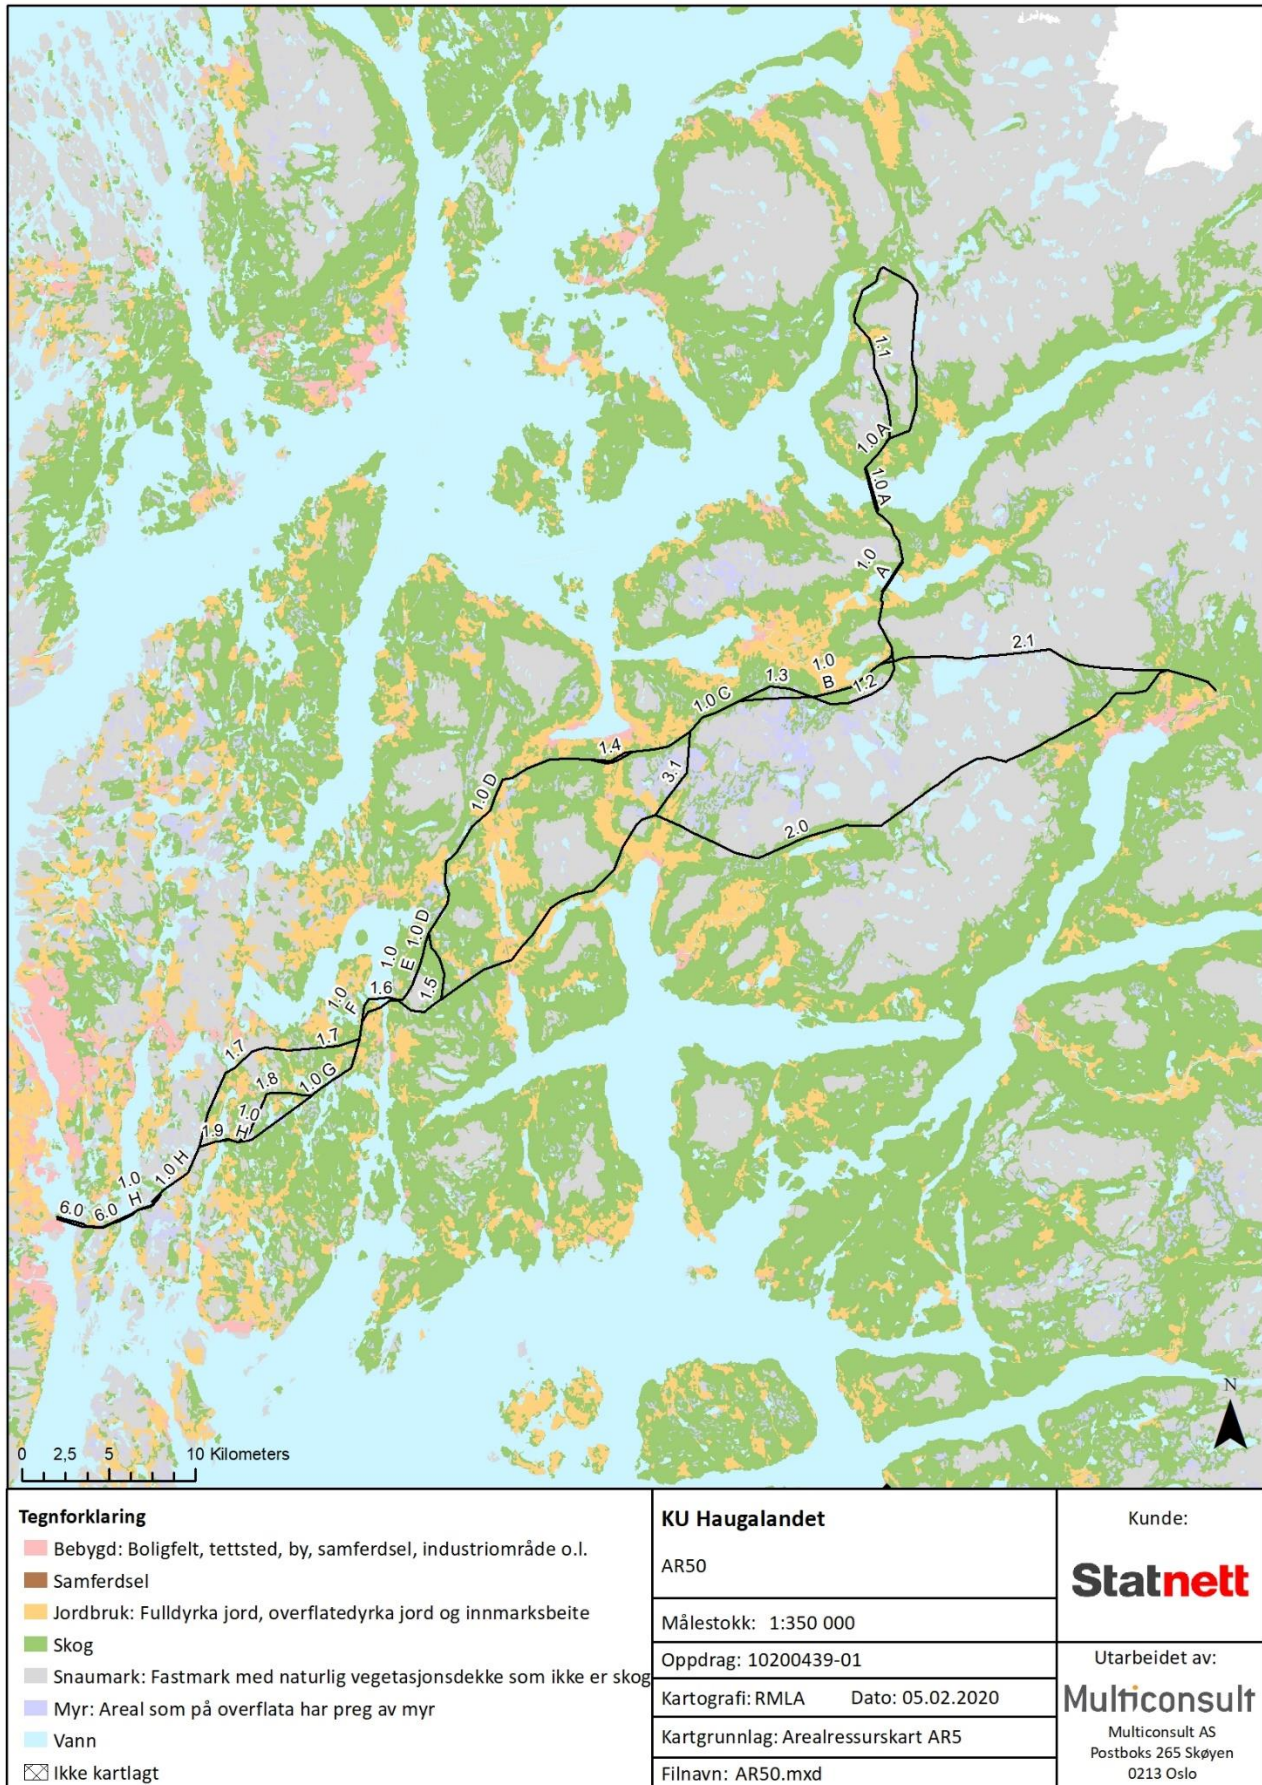 1.1
1.0 A
1.0 A
1.0
A
2.1
1.3
1.0
B
1.2
1.0 C
1.4
3.1
1.0 D
2.0
1.0 D
1.0
E
1.5
1.6
1.0
F
1.7
1.7
1.8
1.0 G
1.0
H
1.9
1.0 H
1.0
H
6.0
6.0
N
0 2,5 5 10 Kilometers
Tegnforklaring
Bebygd: Boligfelt, tettsted, by, samferdsel, industriområde o.l.
Samferdsel
Jordbruk: Fulldyrka jord, overflatedyrka jord og innmarksbeite
Skog
Snaumark: Fastmark med naturlig vegetasjonsdekke som ikke er skog
Myr: Areal som på overflata har preg av myr
Vann
Ikke kartlagt
KU Haugalandet
AR50
Målestokk: 1:350 000
Oppdrag: 10200439-01
Kartografi: RMLA Dato: 05.02.2020
Kartgrunnlag: Arealressurskart AR5
Filnavn: AR50.mxd
Kunde:
Statnett
Utarbeidet av:
Multiconsult
Multiconsult AS
Postboks 265 Skøyen
0213 Oslo